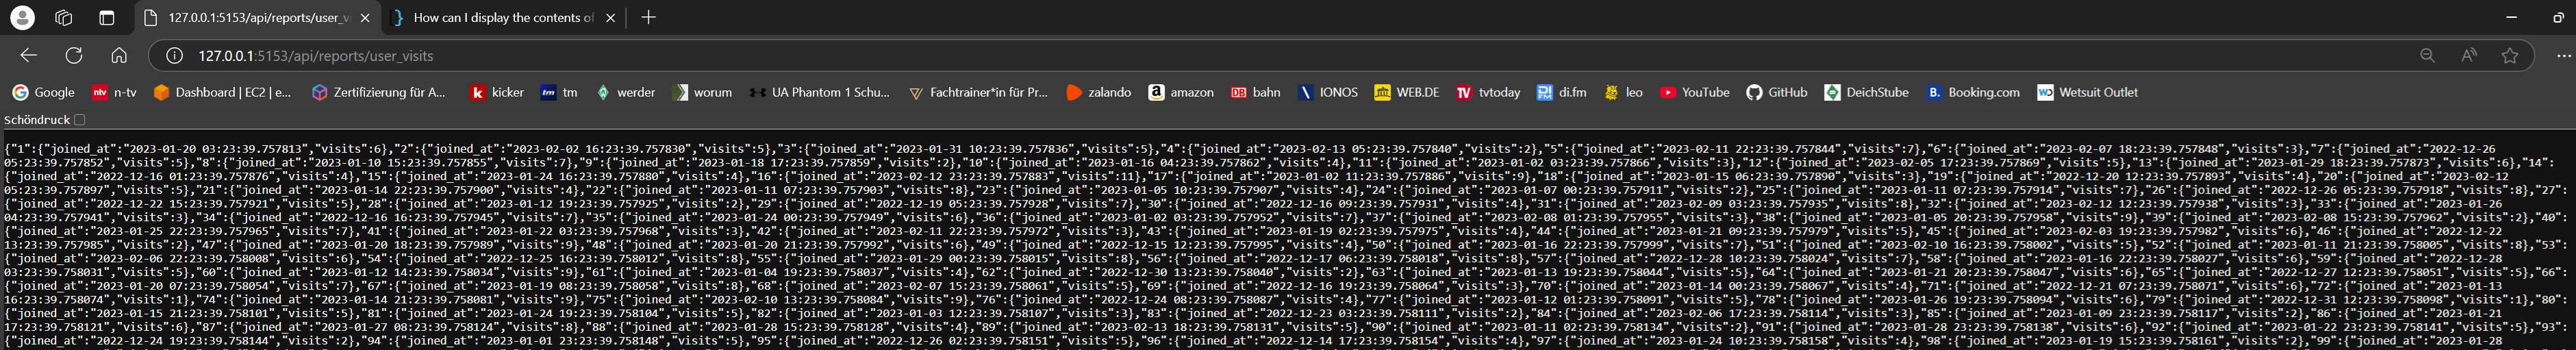 127.0.0.1:5153/api/reports/user_vi
How can I display the contents of
127.0.0.1:5153/api/reports/user_visits
Google n-tv Dashboard | EC2 | e... Zertifizierung für A... kicker tm werder worum UA Phantom 1 Schu... Fachtrainer*in für Pr... zalando amazon bahn IONOS WEB.DE tvtoday di.fm leo YouTube GitHub DeichStube Booking.com Wetsuit Outlet
Schöndruck
{"1":{"joined_at":"2023-01-20 03:23:39.757813","visits":6},"2":{"joined_at":"2023-02-02 16:23:39.757830","visits":5},"3":{"joined_at":"2023-01-31 10:23:39.757836","visits":5},"4":{"joined_at":"2023-02-13 05:23:39.757840","visits":2},"5":{"joined_at":"2023-02-11 22:23:39.757844","visits":7},"6":{"joined_at":"2023-02-07 18:23:39.757848","visits":3},"7":{"joined_at":"2022-12-26
05:23:39.757852","visits":5},"8":{"joined_at":"2023-01-10 15:23:39.757855","visits":7},"9":{"joined_at":"2023-01-18 17:23:39.757859","visits":2},"10":{"joined_at":"2023-01-16 04:23:39.757862","visits":4},"11":{"joined_at":"2023-01-02 03:23:39.757866","visits":3},"12":{"joined_at":"2023-02-05 17:23:39.757869","visits":5},"13":{"joined_at":"2023-01-29 18:23:39.757873","visits":6},"14":
{"joined_at":"2022-12-16 01:23:39.757876","visits":4},"15":{"joined_at":"2023-01-24 16:23:39.757880","visits":4},"16":{"joined_at":"2023-02-12 23:23:39.757883","visits":11},"17":{"joined_at":"2023-01-02 11:23:39.757886","visits":9},"18":{"joined_at":"2023-01-15 06:23:39.757890","visits":3},"19":{"joined_at":"2022-12-20 12:23:39.757893","visits":4},"20":{"joined_at":"2023-02-12
05:23:39.757897","visits":5},"21":{"joined_at":"2023-01-14 22:23:39.757900","visits":4},"22":{"joined_at":"2023-01-11 07:23:39.757903","visits":8},"23":{"joined_at":"2023-01-05 10:23:39.757907","visits":4},"24":{"joined_at":"2023-01-07 00:23:39.757911","visits":2},"25":{"joined_at":"2023-01-11 07:23:39.757914","visits":7},"26":{"joined_at":"2022-12-26 05:23:39.757918","visits":8},"27":
{"joined_at":"2022-12-22 15:23:39.757921","visits":5},"28":{"joined_at":"2023-01-12 19:23:39.757925","visits":2},"29":{"joined_at":"2022-12-19 05:23:39.757928","visits":7},"30":{"joined_at":"2022-12-16 09:23:39.757931","visits":4},"31":{"joined_at":"2023-02-09 03:23:39.757935","visits":8},"32":{"joined_at":"2023-02-12 12:23:39.757938","visits":3},"33":{"joined_at":"2023-01-26
04:23:39.757941","visits":3},"34":{"joined_at":"2022-12-16 16:23:39.757945","visits":7},"35":{"joined_at":"2023-01-24 00:23:39.757949","visits":6},"36":{"joined_at":"2023-01-02 03:23:39.757952","visits":7},"37":{"joined_at":"2023-02-08 01:23:39.757955","visits":3},"38":{"joined_at":"2023-01-05 20:23:39.757958","visits":9},"39":{"joined_at":"2023-02-08 15:23:39.757962","visits":2},"40":
{"joined_at":"2023-01-25 22:23:39.757965","visits":7},"41":{"joined_at":"2023-01-22 03:23:39.757968","visits":3},"42":{"joined_at":"2023-02-11 22:23:39.757972","visits":3},"43":{"joined_at":"2023-01-19 02:23:39.757975","visits":4},"44":{"joined_at":"2023-01-21 09:23:39.757979","visits":5},"45":{"joined_at":"2023-02-03 19:23:39.757982","visits":6},"46":{"joined_at":"2022-12-22
13:23:39.757985","visits":2},"47":{"joined_at":"2023-01-20 18:23:39.757989","visits":9},"48":{"joined_at":"2023-01-20 21:23:39.757992","visits":6},"49":{"joined_at":"2022-12-15 12:23:39.757995","visits":4},"50":{"joined_at":"2023-01-16 22:23:39.757999","visits":7},"51":{"joined_at":"2023-02-10 16:23:39.758002","visits":5},"52":{"joined_at":"2023-01-11 21:23:39.758005","visits":8},"53":
{"joined_at":"2023-02-06 22:23:39.758008","visits":6},"54":{"joined_at":"2022-12-25 16:23:39.758012","visits":8},"55":{"joined_at":"2023-01-29 00:23:39.758015","visits":8},"56":{"joined_at":"2022-12-17 06:23:39.758018","visits":8},"57":{"joined_at":"2022-12-28 10:23:39.758024","visits":7},"58":{"joined_at":"2023-01-16 22:23:39.758027","visits":6},"59":{"joined_at":"2022-12-28
03:23:39.758031","visits":5},"60":{"joined_at":"2023-01-12 14:23:39.758034","visits":9},"61":{"joined_at":"2023-01-04 19:23:39.758037","visits":4},"62":{"joined_at":"2022-12-30 13:23:39.758040","visits":2},"63":{"joined_at":"2023-01-13 19:23:39.758044","visits":5},"64":{"joined_at":"2023-01-21 20:23:39.758047","visits":6},"65":{"joined_at":"2022-12-27 12:23:39.758051","visits":5},"66":
{"joined_at":"2023-01-20 07:23:39.758054","visits":7},"67":{"joined_at":"2023-01-19 08:23:39.758058","visits":8},"68":{"joined_at":"2023-02-07 15:23:39.758061","visits":5},"69":{"joined_at":"2022-12-16 19:23:39.758064","visits":3},"70":{"joined_at":"2023-01-14 00:23:39.758067","visits":4},"71":{"joined_at":"2022-12-21 07:23:39.758071","visits":6},"72":{"joined_at":"2023-01-13
16:23:39.758074","visits":1},"74":{"joined_at":"2023-01-14 21:23:39.758081","visits":9},"75":{"joined_at":"2023-02-10 13:23:39.758084","visits":9},"76":{"joined_at":"2022-12-24 08:23:39.758087","visits":4},"77":{"joined_at":"2023-01-12 01:23:39.758091","visits":5},"78":{"joined_at":"2023-01-26 19:23:39.758094","visits":6},"79":{"joined_at":"2022-12-31 12:23:39.758098","visits":1},"80":
{"joined_at":"2023-01-15 21:23:39.758101","visits":5},"81":{"joined_at":"2023-01-24 19:23:39.758104","visits":5},"82":{"joined_at":"2023-01-03 12:23:39.758107","visits":3},"83":{"joined_at":"2022-12-23 03:23:39.758111","visits":2},"84":{"joined_at":"2023-02-06 17:23:39.758114","visits":3},"85":{"joined_at":"2023-01-09 23:23:39.758117","visits":2},"86":{"joined_at":"2023-01-21
17:23:39.758121","visits":6},"87":{"joined_at":"2023-01-27 08:23:39.758124","visits":8},"88":{"joined_at":"2023-01-28 15:23:39.758128","visits":4},"89":{"joined_at":"2023-02-13 18:23:39.758131","visits":5},"90":{"joined_at":"2023-01-11 02:23:39.758134","visits":2},"91":{"joined_at":"2023-01-28 23:23:39.758138","visits":6},"92":{"joined_at":"2023-01-22 23:23:39.758141","visits":5},"93":
{"joined_at":"2022-12-24 19:23:39.758144","visits":2},"94":{"joined_at":"2023-01-01 23:23:39.758148","visits":5},"95":{"joined_at":"2022-12-26 02:23:39.758151","visits":5},"96":{"joined_at":"2022-12-14 17:23:39.758154","visits":4},"97":{"joined_at":"2023-01-24 10:23:39.758158","visits":4},"98":{"joined_at":"2023-01-19 15:23:39.758161","visits":2},"99":{"joined_at":"2023-01-28